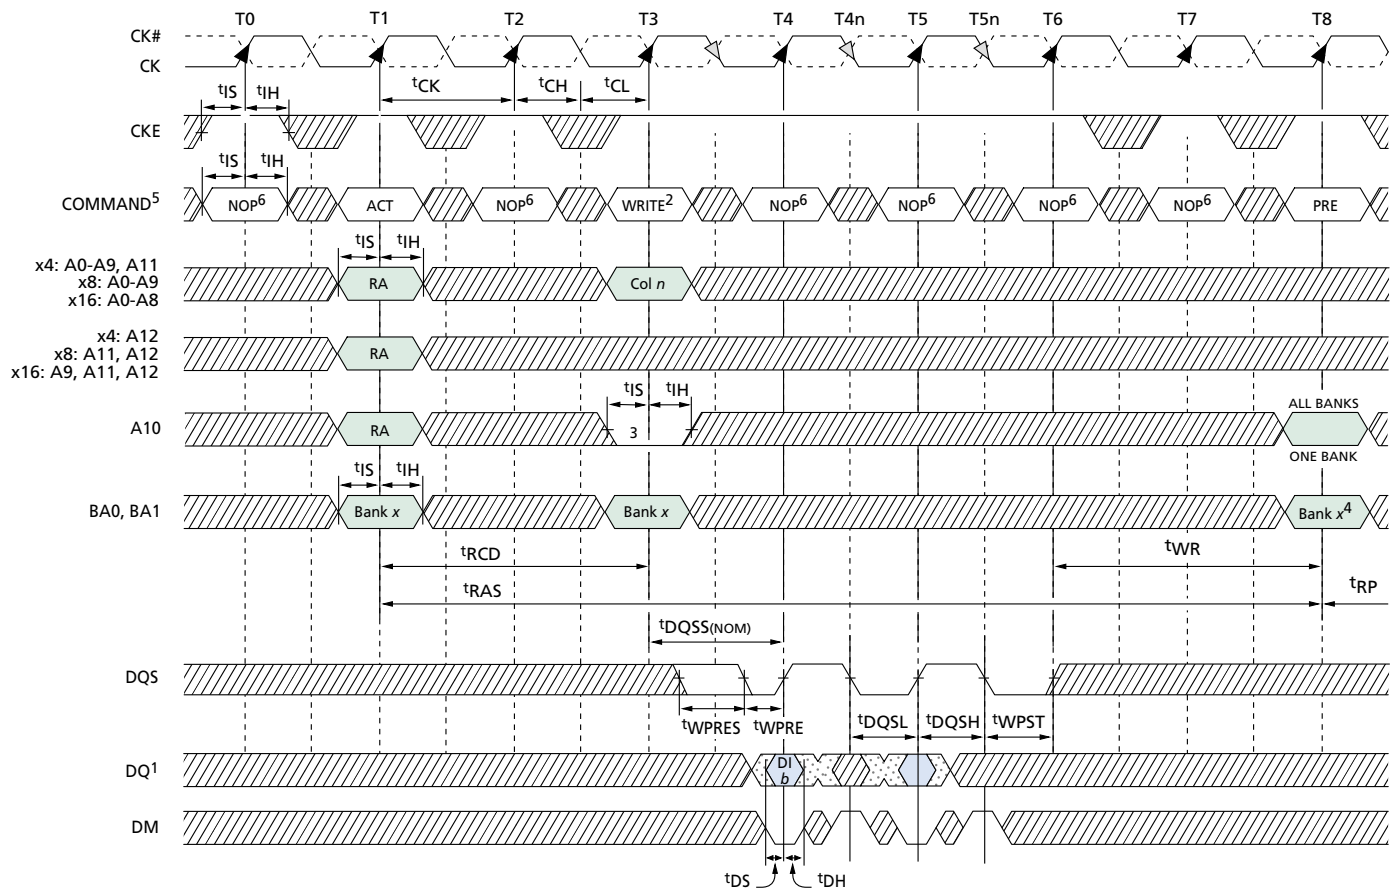 T0 T1 T2 T3 T4 T4n T5 T5n T6 T7 T8
CK#
CK
tIS tIH tCK tCH tCL
CKE
tIS tIH
COMMAND5 NOP6 ACT NOP6 WRITE2 NOP6 NOP6 NOP6 NOP6 PRE
tIS tIH
x4: A0-A9, A11
x8: A0-A9
x16: A0-A8
RA Col n
x4: A12
x8: A11, A12
x16: A9, A11, A12
RA
tIS tIH
ALL BANKS
A10 RA 3
ONE BANK
tIS tIH
BA0, BA1 Bank x Bank x Bank x4
tRCD tWR
tRAS tRP
tDQSS(NOM)
DQS
tWPRES tWPRE tDQSL tDQSH tWPST
DQ1 DI
b
DM
tDS tDH